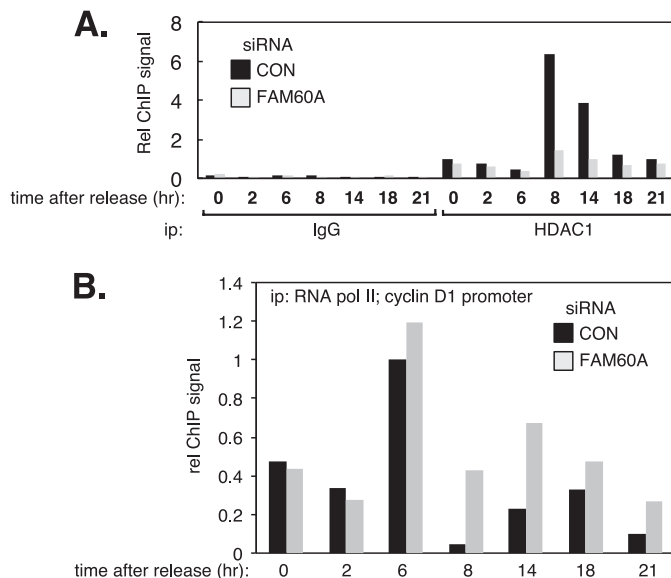 A.
8
6
4
2
0
Rel ChIP signal
siRNA
CON
FAM60A
time after release (hr): 0 2 6 8 14 18 21 0 2 6 8 14 18 21
ip: IgG HDAC1
B.
1.4
1.2
1
0.8
0.6
0.4
0.2
0
rel ChIP signal
ip: RNA pol II; cyclin D1 promoter
siRNA
CON
FAM60A
time after release (hr): 0 2 6 8 14 18 21